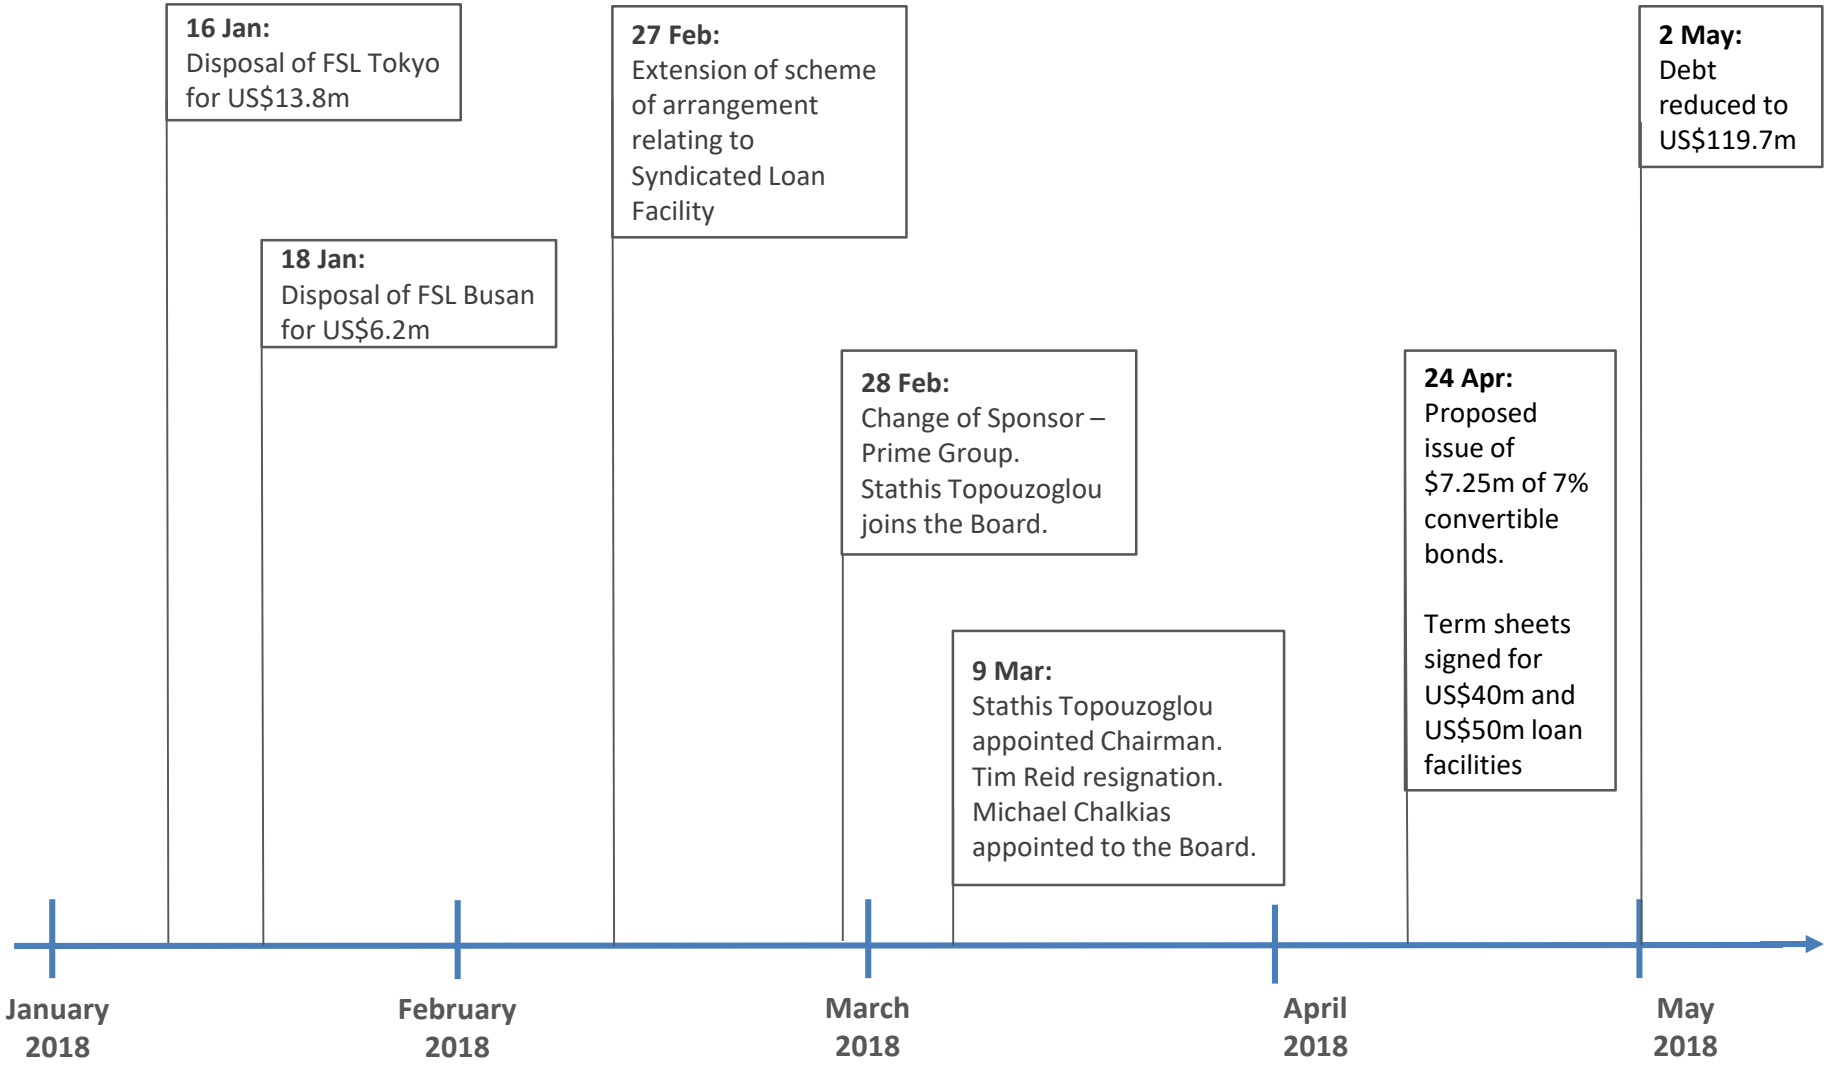 16 Jan:
Disposal of FSL Tokyo
for US$13.8m
27 Feb:
Extension of scheme
of arrangement
relating to
Syndicated Loan
Facility
2 May:
Debt
reduced to
US$119.7m
18 Jan:
Disposal of FSL Busan
for US$6.2m
28 Feb:
Change of Sponsor –
Prime Group.
Stathis Topouzoglou
joins the Board.
24 Apr:
Proposed
issue of
$7.25m of 7%
convertible
bonds.
Term sheets
signed for
US$40m and
US$50m loan
facilities
9 Mar:
Stathis Topouzoglou
appointed Chairman.
Tim Reid resignation.
Michael Chalkias
appointed to the Board.
January
2018
February
2018
March
2018
April
2018
May
2018